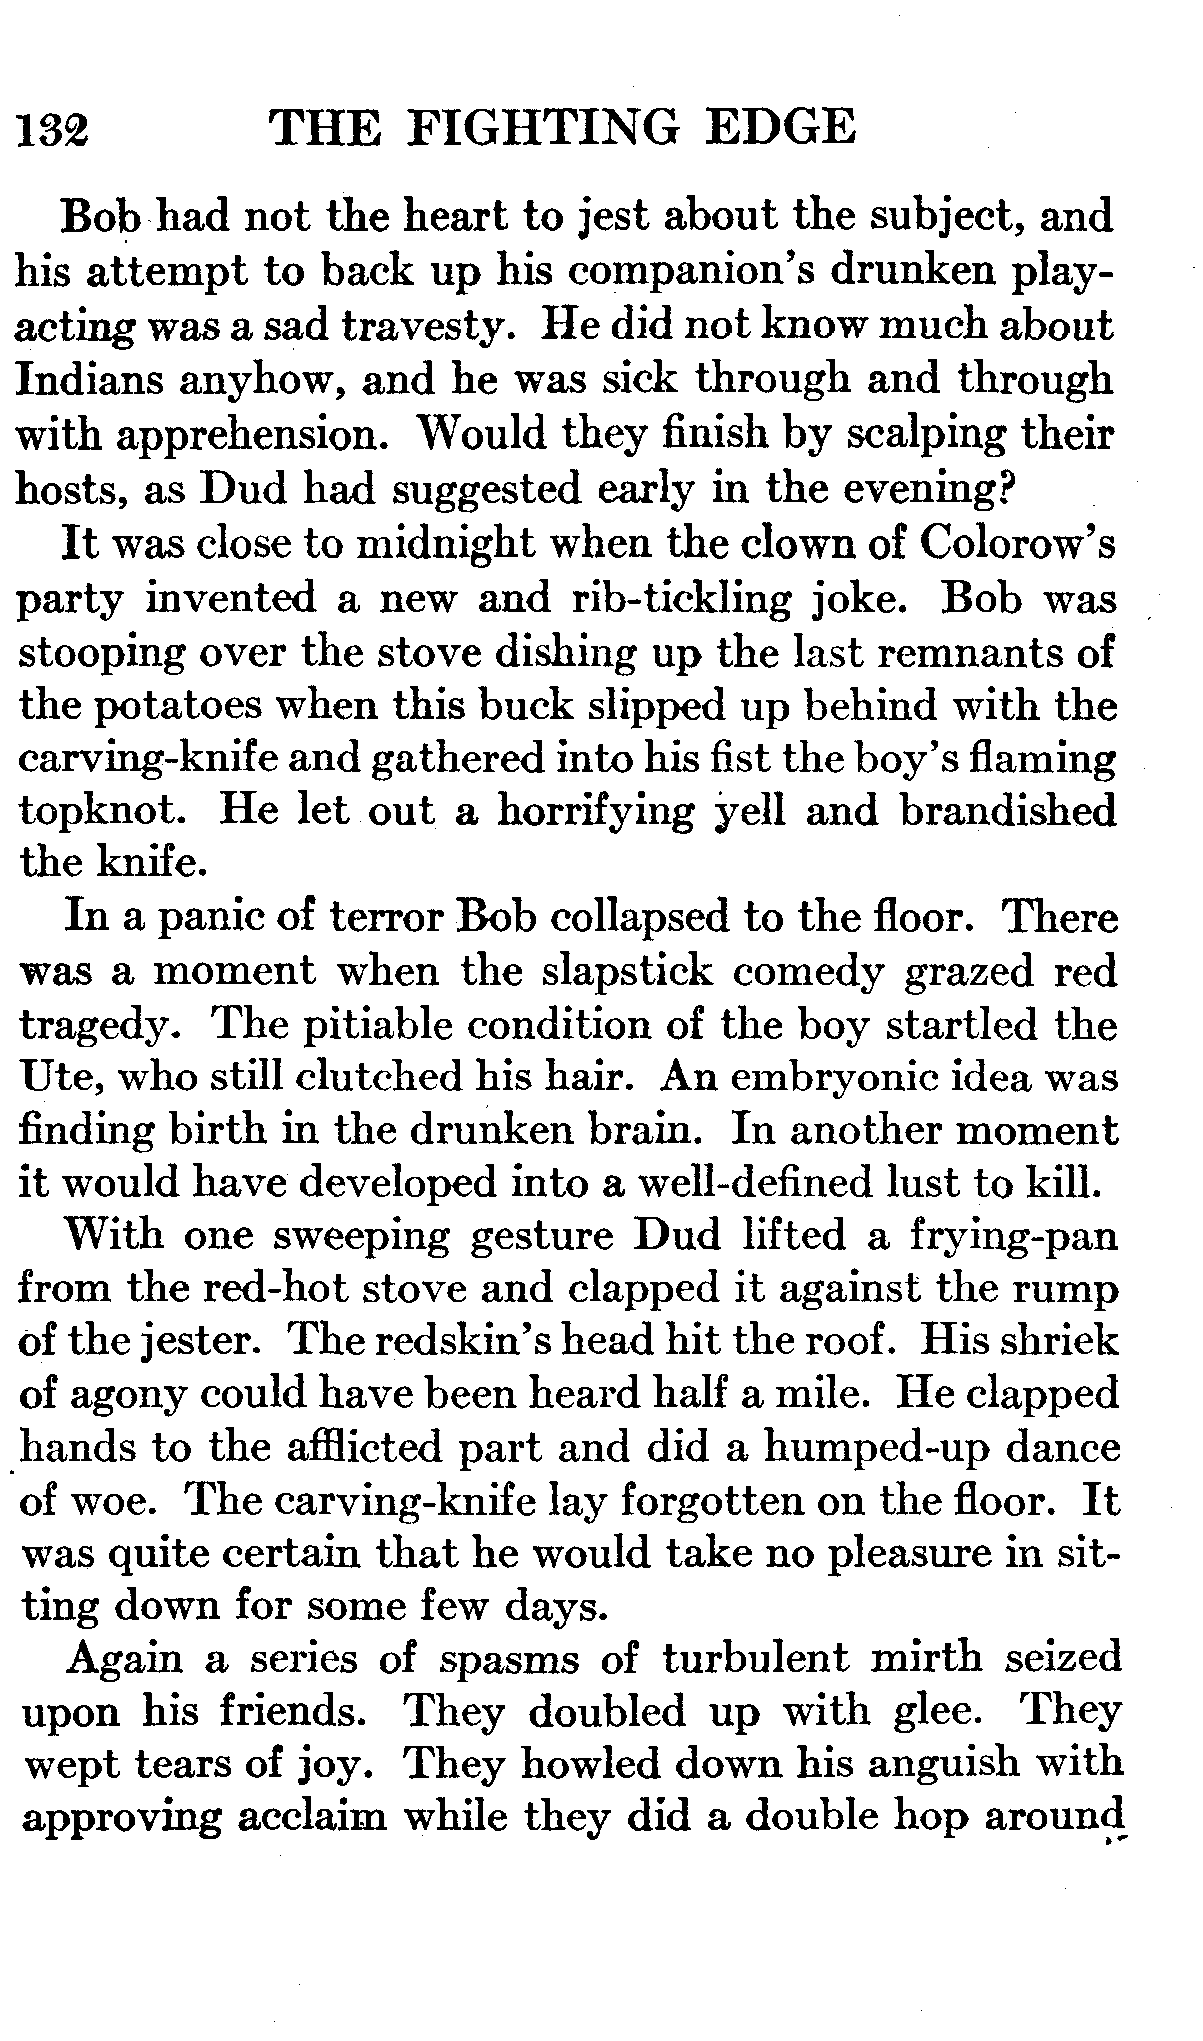 132 THE FIGHTING EDGE
Bob had not the heart to jest about the subject, and
his attempt to back up his companion's drunken play-
acting was a sad travesty. He did not know much about
Indians anyhow, and he was sick through and through
with apprehension. Would they finish by scalping their
hosts, as Dud had suggested early in the evening?
It was close to midnight when the clown of Colorow's
party invented a new and rib-tickling joke. Bob was
stooping over the stove dishing up the last remnants of
the potatoes when this buck slipped up behind with the
carving-knife and gathered into his fist the boy's flaming
topknot. He let out a horrifying yell and brandished
the knife.
In a panic of terror Bob collapsed to the floor. There
was a moment when the slapstick comedy grazed red
tragedy. The pitiable condition of the boy startled the
Ute, who still clutched his hair. An embryonic idea was
finding birth in the drunken brain. In another moment
it would have developed into a well-defined lust to kill.
With one sweeping gesture Dud lifted a frying-pan
from the red-hot stove and clapped it against the rump
of the jester. The redskin's head hit the roof. His shriek
of agony could have been heard half a mile. He clapped
hands to the afflicted part and did a humped-up dance
of woe. The carving-knife lay forgotten on the floor. It
was quite certain that he would take no pleasure in sit-
ting down for some few days.
Again a series of spasms of turbulent mirth seized
upon his friends. They doubled up with glee. They
wept tears of joy. They howled down his anguish with
approving acclaim while they did a double hop around